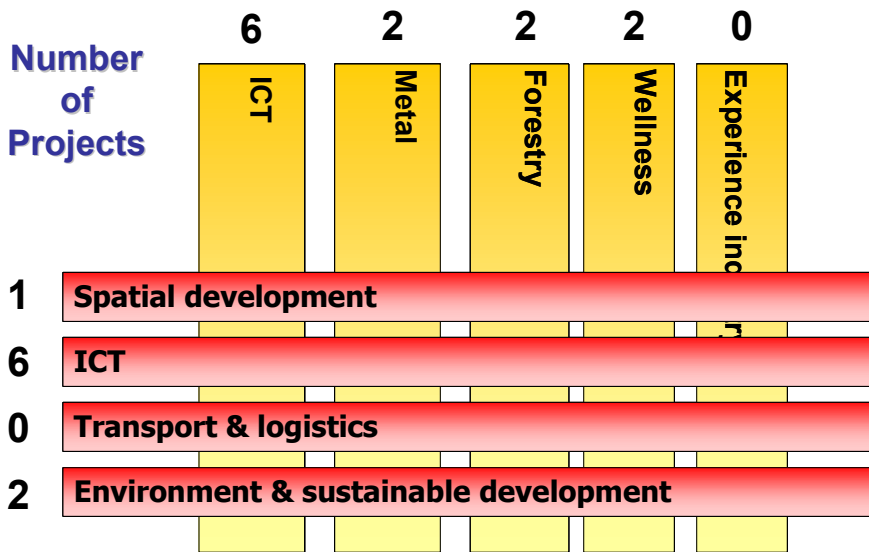 6 2 2 2 0
Number
of
Projects
ICT
Metal
Forestry
Wellness
Experience
1 Spatial development
6 ICT
0 Transport & logistics
2 Environment & sustainable development